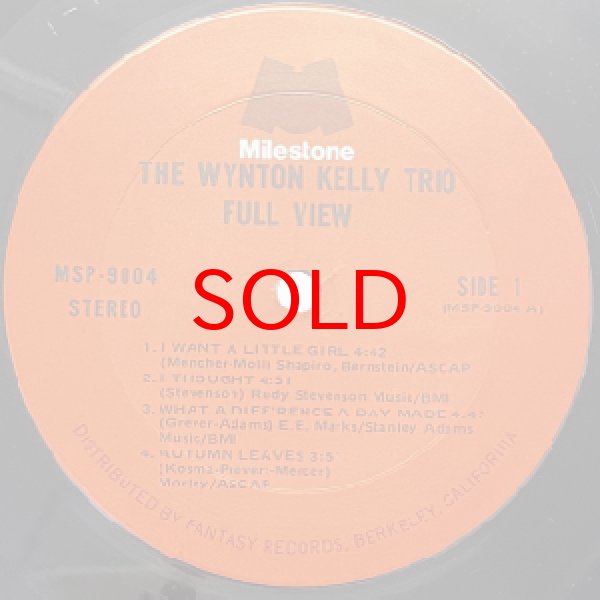 Milestone
THE WYNTON KELLY TRIO
FULL VIEW
MSP-9004
STEREO
SOLD
SIDE 1
(MSP-9004 A)
1. I WANT A LITTLE GIRL 4:42
(Mencher-Moll) Shapiro, Bernstein/ASCAP
2. I THOUGHT 4:51
(Stevenson) Rudy Stevenson Music/BMI
3. WHAT A DIFFERENCE A DAY MADE
(Grever-Adams) E.E. Marks/Stanley Adams
Music/BMI
4. AUTUMN LEAVES
(Kosma-Prevert-Mercer)
Morley/ASCAP
DISTRIBUTED BY FANTASY RECORDS, BERKELEY, CALIFORNIA